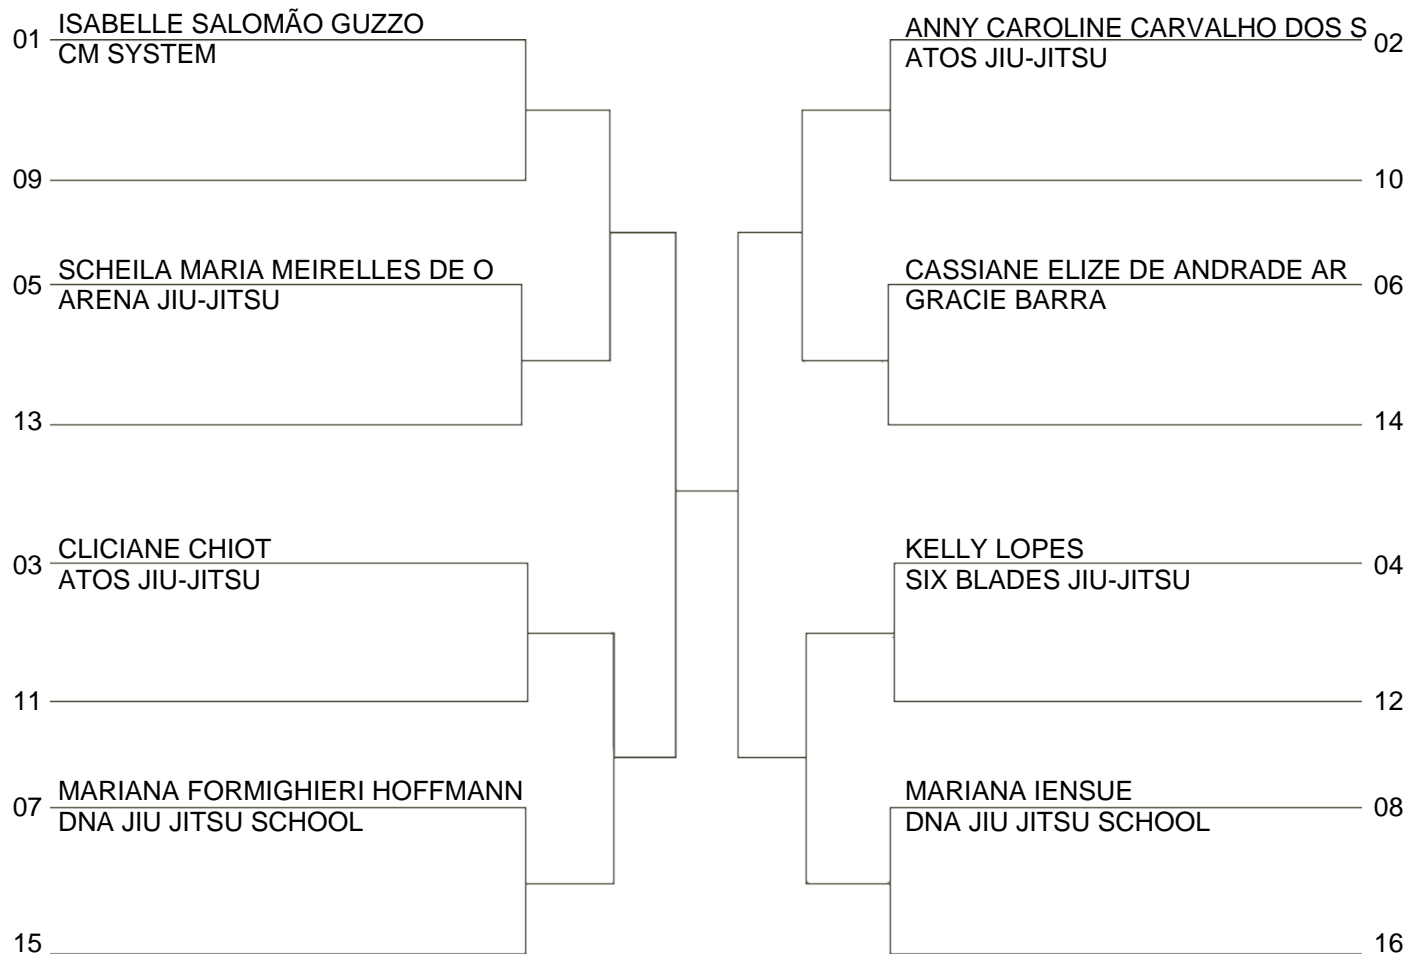 01 ISABELLE SALOMÃO GUZZO
CM SYSTEM
09
05 SCHEILA MARIA MEIRELLES DE O
ARENA JIU-JITSU
13
03 CLICIANE CHIOT
ATOS JIU-JITSU
11
07 MARIANA FORMIGHIERI HOFFMANN
DNA JIU JITSU SCHOOL
15
ANNY CAROLINE CARVALHO DOS S 02
ATOS JIU-JITSU
10
CASSIANE ELIZE DE ANDRADE AR 06
GRACIE BARRA
14
KELLY LOPES 04
SIX BLADES JIU-JITSU
12
MARIANA IENSUE 08
DNA JIU JITSU SCHOOL
16